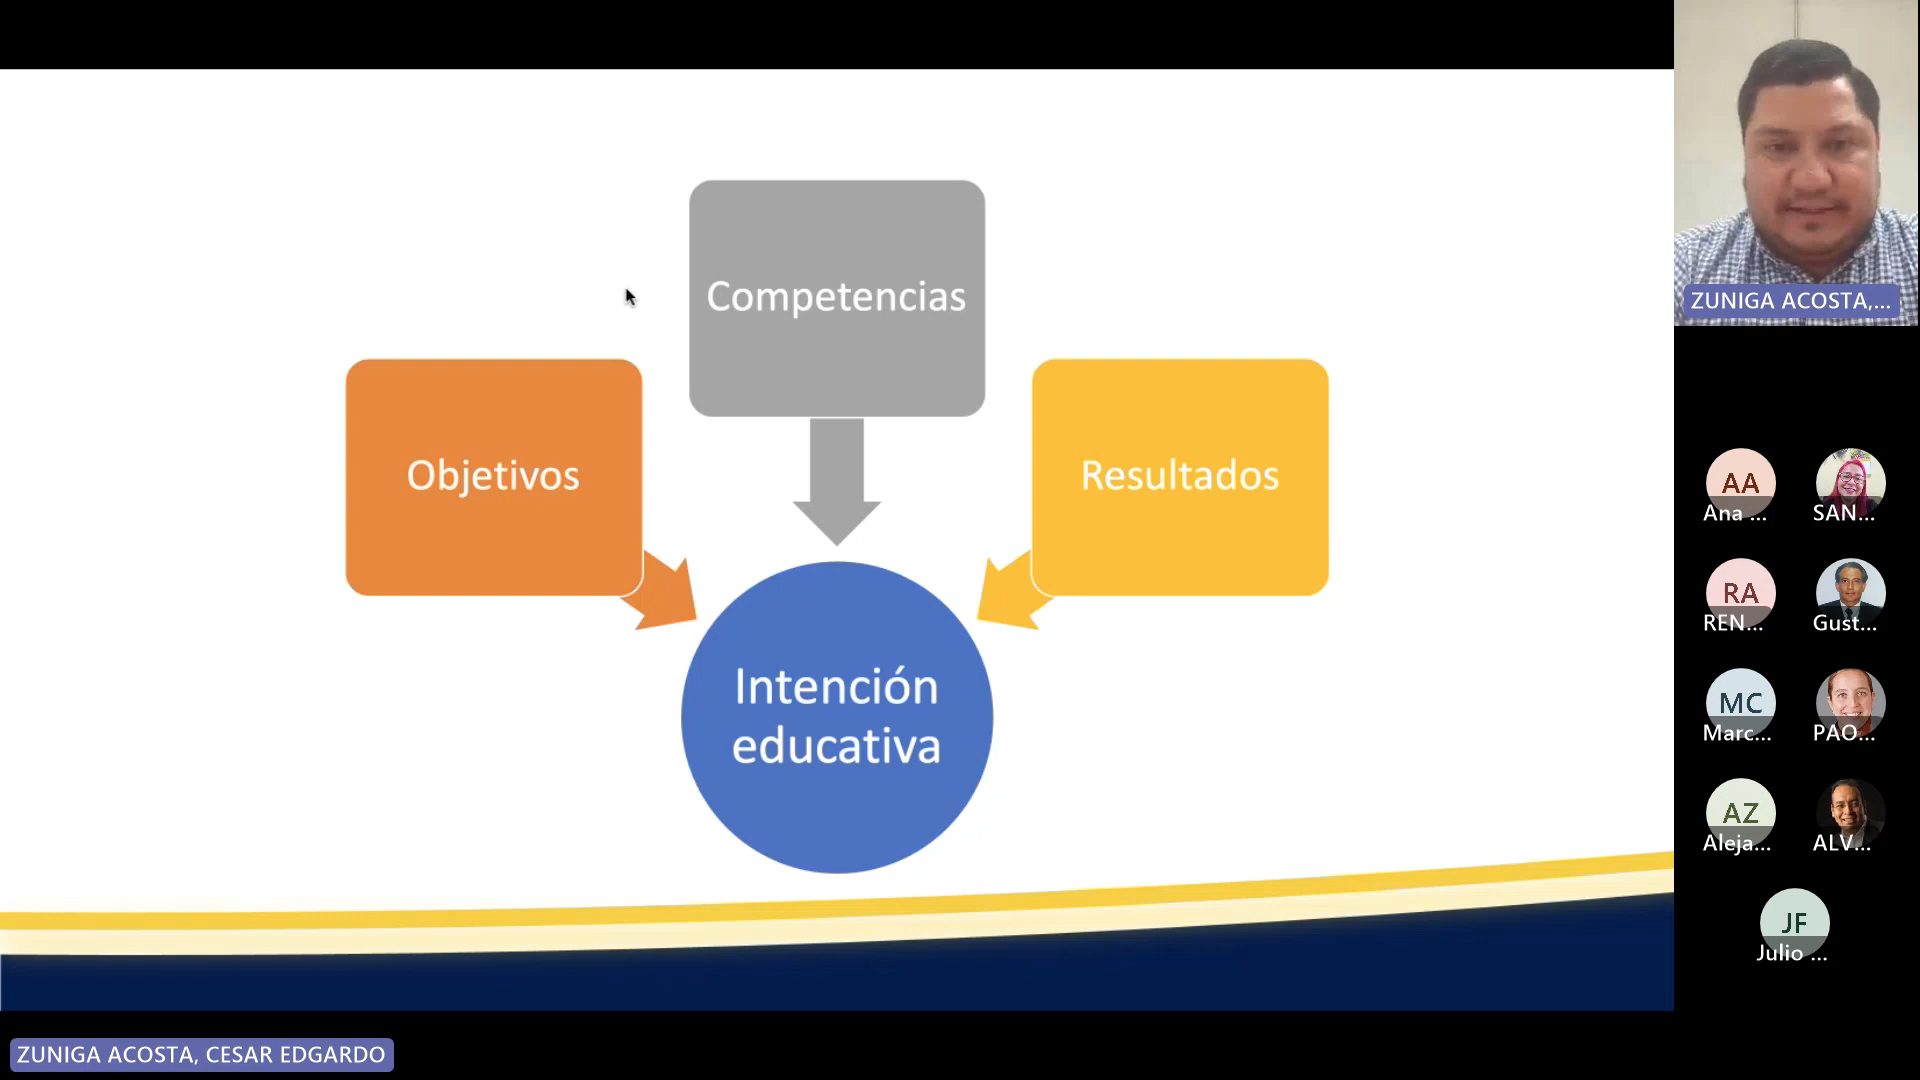 Competencias
Objetivos
Resultados
Intención
educativa
ZUNIGA ACOSTA,...
AA
Ana ...
SAN...
RA
REN...
Gust...
MC
Marc...
PAO...
AZ
Aleja...
ALV...
JF
Julio ...
ZUNIGA ACOSTA, CESAR EDGARDO